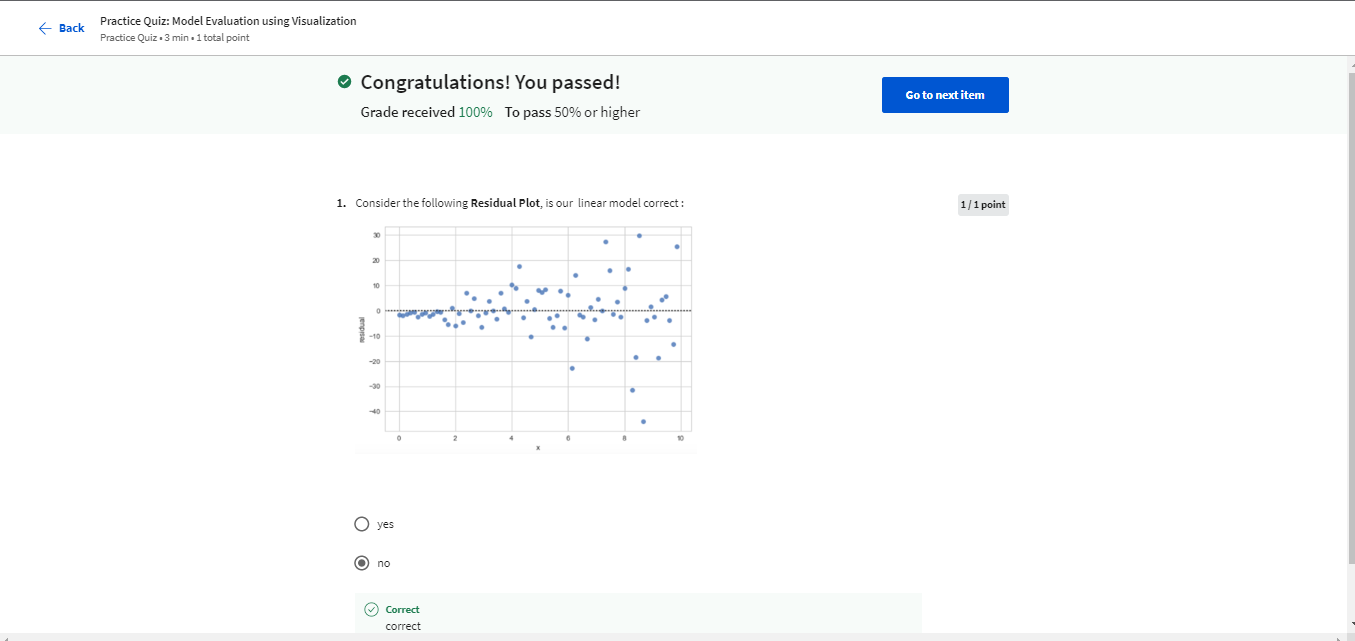 Back
Practice Quiz: Model Evaluation using Visualization
Practice Quiz • 3 min • 1 total point
Congratulations! You passed!
Grade received 100% To pass 50% or higher
Go to next item
1. Consider the following Residual Plot, is our linear model correct :
1 / 1 point
30
20
10
0
residual
-10
-20
-30
-40
0 2 4 6 8 10
x
yes
no
Correct
correct